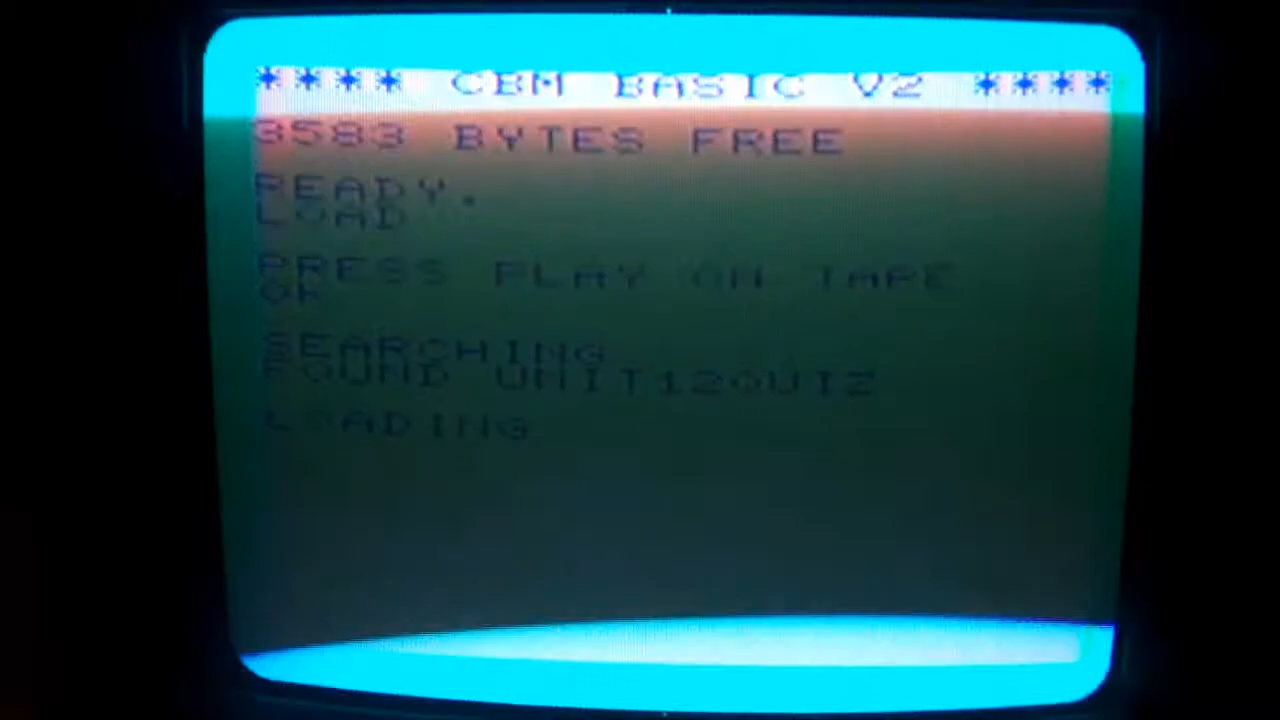 **** CBM BASIC V2 ****
3583 BYTES FREE
READY.
LOAD
PRESS PLAY ON TAPE
OK
SEARCHING
FOUND UNIT12QUIZ
LOADING